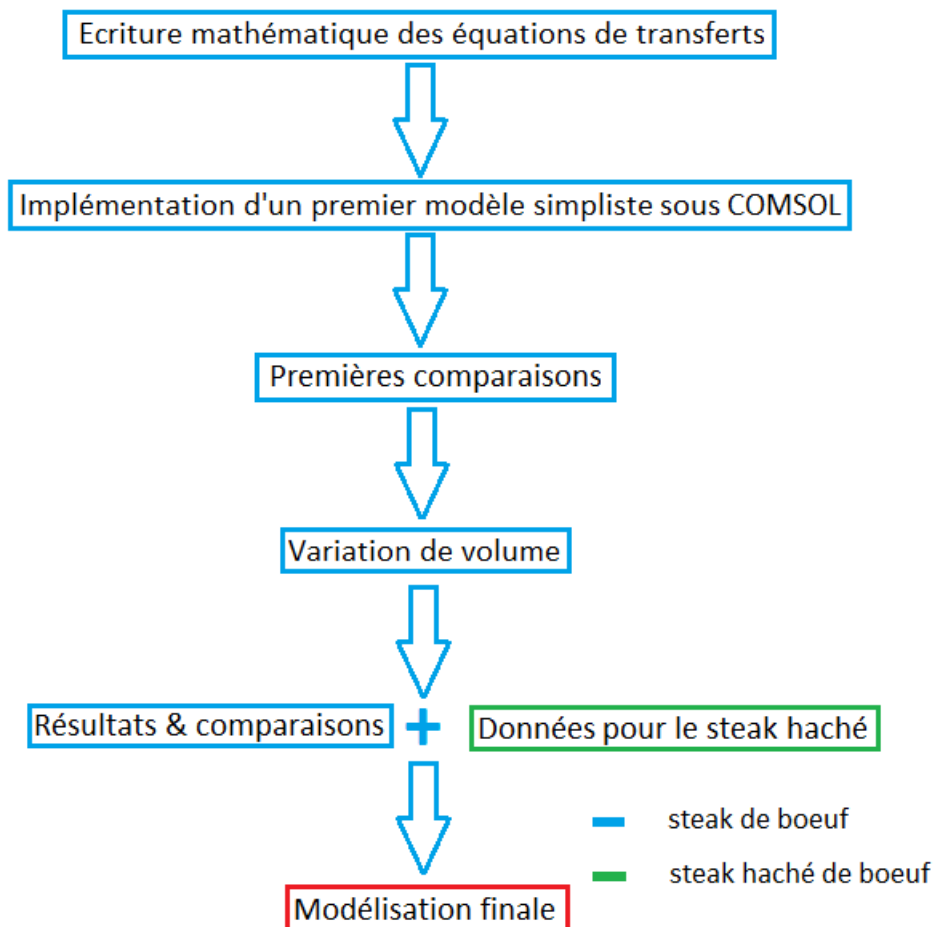 Ecriture mathématique des équations de transferts
Implémentation d'un premier modèle simpliste sous COMSOL
Premières comparaisons
Variation de volume
Résultats & comparaisons + Données pour le steak haché
steak de boeuf
steak haché de boeuf
Modélisation finale